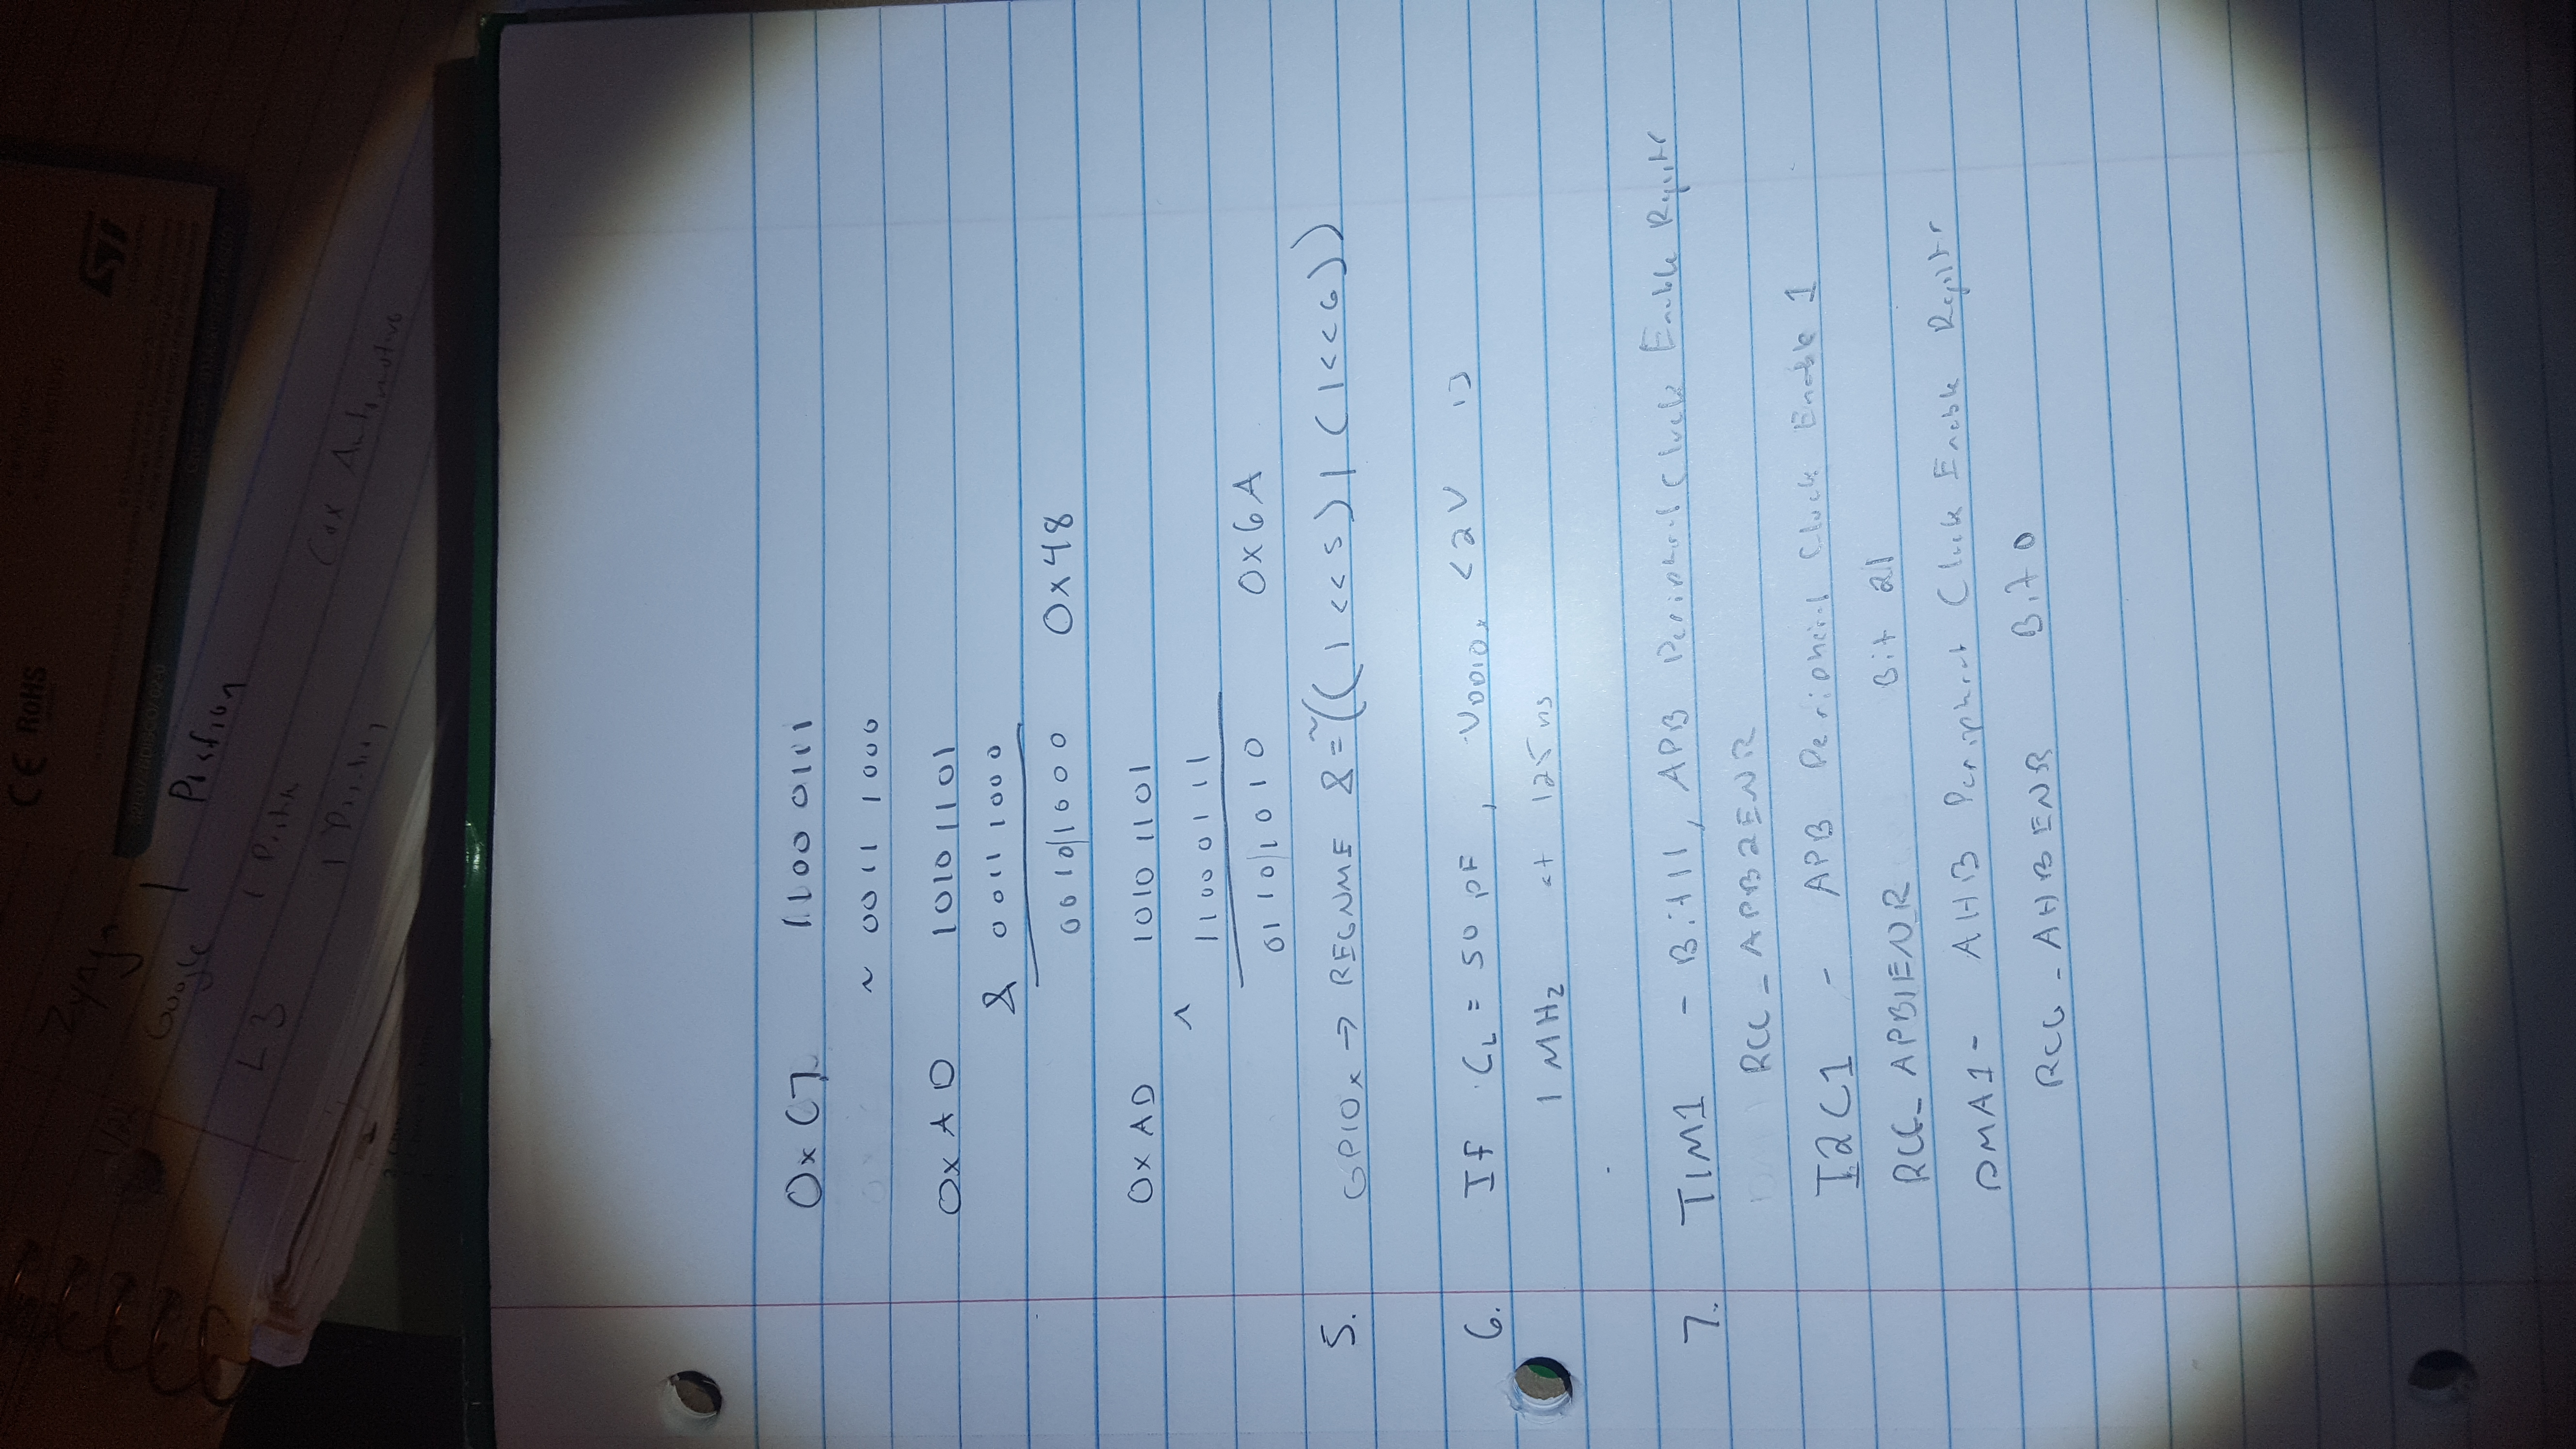 CE RoHS
ST
Zynga
Google 1 Position
L3
Cox Automotive
0x C7 1100 0111
~ 0011 1000
0x AD 1010 1101
& 0011 1000
0010|1000 0x48
0x AD 1010 1101
^ 1100 0111
0110|1010 0x6A
5. GPIOx → REGNME &= ~((1<<5) | (1<<6))
6. If CL = 50 pF, VDDIOx <2V is
1 MHz at 125 ns
7. TIM1 - Bit 11, APB Peripheral Clock Enable Register
RCC_APB2ENR
I2C1 - APB Peripheral Clock Enable 1
RCC_APB1ENR Bit 21
DMA1 - AHB Peripheral Clock Enable Register
RCC_AHBENR Bit 0